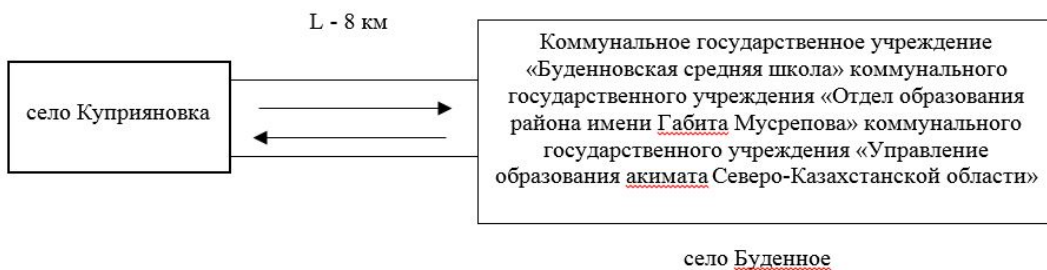 L - 8 км
село Куприяновка
Коммунальное государственное учреждение
«Буденновская средняя школа» коммунального
государственного учреждения «Отдел образования
района имени Габита Мусрепова» коммунального
государственного учреждения «Управление
образования акимата Северо-Казахстанской области»
село Буденное